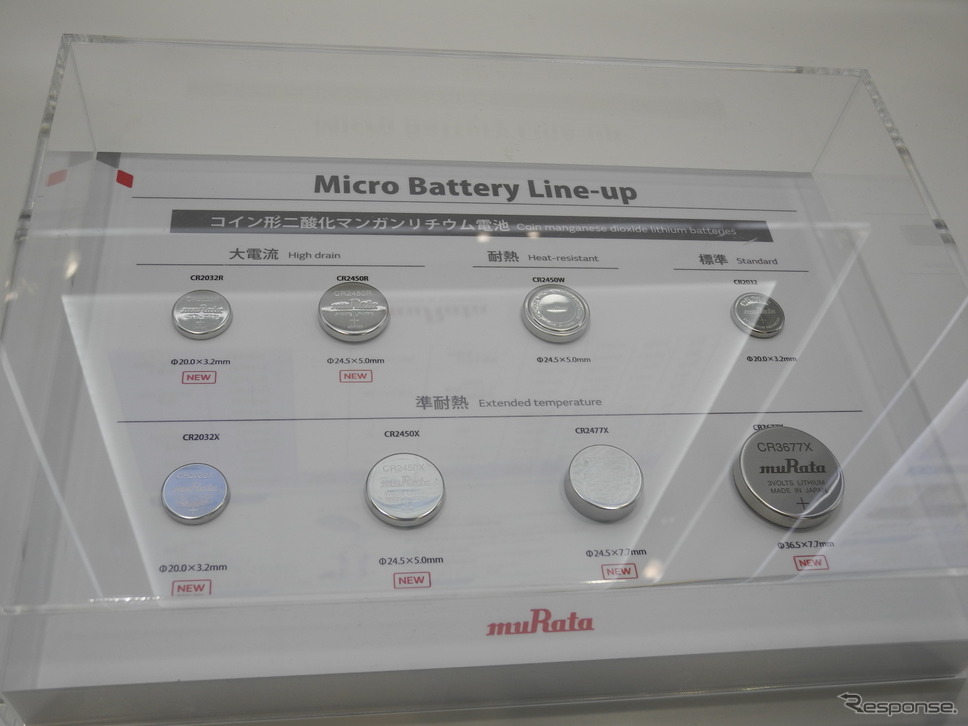 Micro Battery Line-up
コイン形二酸化マンガンリチウム電池 Coin manganese dioxide lithium batteries
大電流 High drain
耐熱 Heat-resistant
標準 Standard
CR2032R
CR2450R
CR2450W
CR2032
muRata
Φ20.0×3.2mm
Φ24.5×5.0mm
Φ24.5×5.0mm
Φ20.0×3.2mm
NEW
NEW
準耐熱 Extended temperature
CR2032X
CR2450X
CR2477X
CR2450X
muRata
CR3677X
muRata
3VOLTS LITHIUM
MADE IN JAPAN
+
Φ20.0×3.2mm
Φ24.5×5.0mm
Φ24.5×7.7mm
Φ36.5×7.7mm
NEW
NEW
NEW
NEW
muRata
Response.